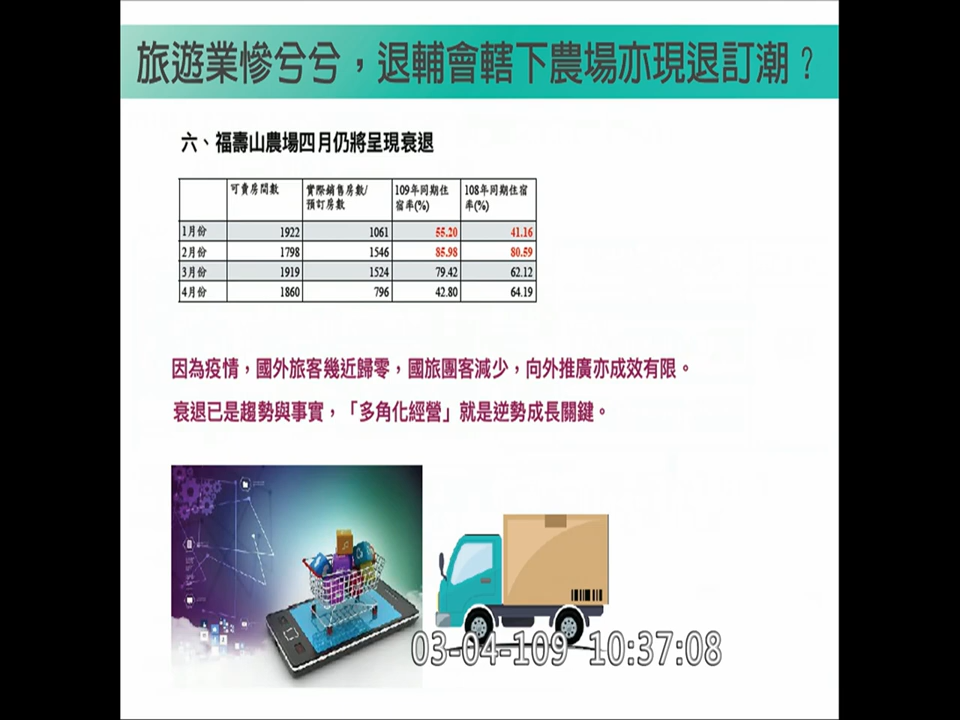 旅遊業慘兮兮,退輔會轄下農場亦現退訂潮?
六、福壽山農場四月仍將呈現衰退
可賣房間數 實際銷售房數/預訂房數 109年同期住宿率(%) 108年同期住宿率(%)
1月份 1922 1061 55.20 41.16
2月份 1798 1546 85.98 80.59
3月份 1919 1524 79.42 62.12
4月份 1860 796 42.80 64.19
因為疫情,國外旅客幾近歸零,國旅團客減少,向外推廣亦成效有限。
衰退已是趨勢與事實,「多角化經營」就是逆勢成長關鍵。
03-04-109 10:37:08